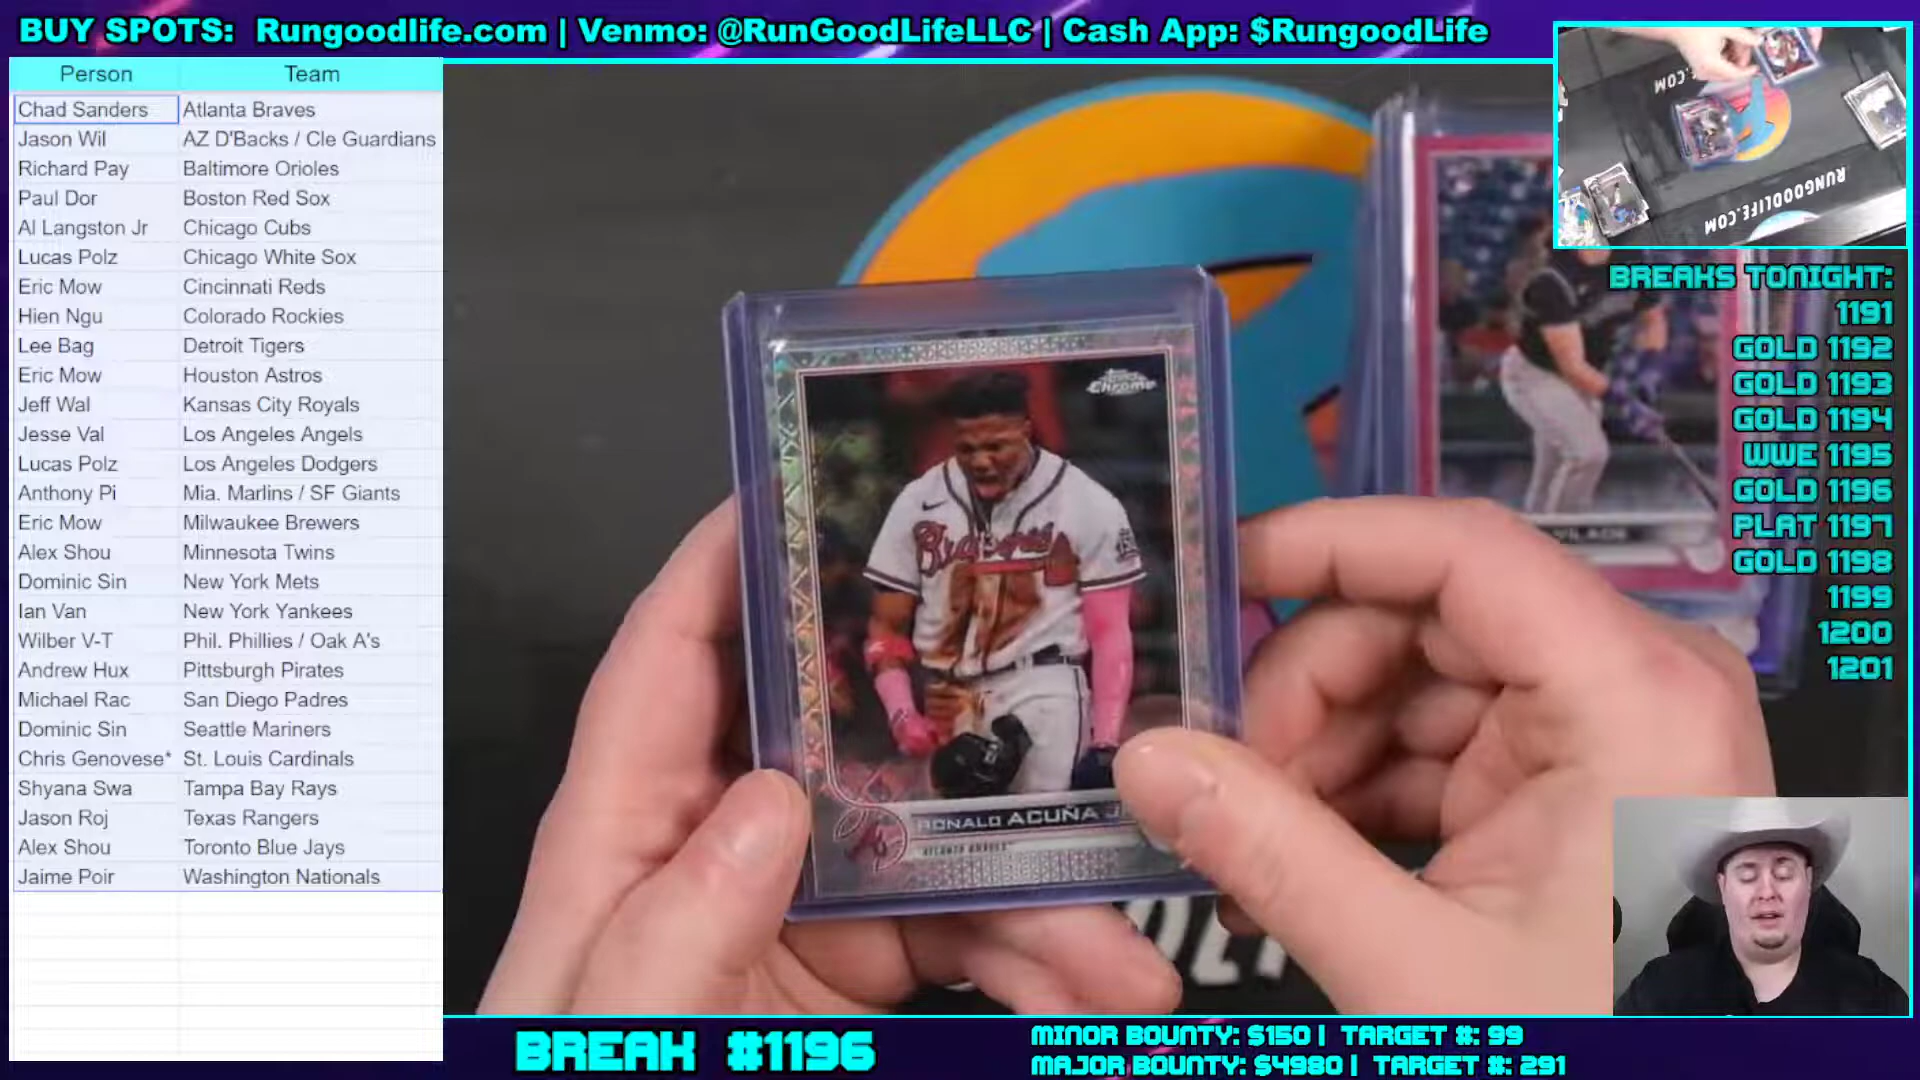 BUY SPOTS: Rungoodlife.com | Venmo: @RunGoodLifeLLC | Cash App: $RungoodLife
Person Team
Chad Sanders Atlanta Braves
Jason Wil AZ D'Backs / Cle Guardians
Richard Pay Baltimore Orioles
Paul Dor Boston Red Sox
Al Langston Jr Chicago Cubs
Lucas Polz Chicago White Sox
Eric Mow Cincinnati Reds
Hien Ngu Colorado Rockies
Lee Bag Detroit Tigers
Eric Mow Houston Astros
Jeff Wal Kansas City Royals
Jesse Val Los Angeles Angels
Lucas Polz Los Angeles Dodgers
Anthony Pi Mia. Marlins / SF Giants
Eric Mow Milwaukee Brewers
Alex Shou Minnesota Twins
Dominic Sin New York Mets
Ian Van New York Yankees
Wilber V-T Phil. Phillies / Oak A's
Andrew Hux Pittsburgh Pirates
Michael Rac San Diego Padres
Dominic Sin Seattle Mariners
Chris Genovese* St. Louis Cardinals
Shyana Swa Tampa Bay Rays
Jason Roj Texas Rangers
Alex Shou Toronto Blue Jays
Jaime Poir Washington Nationals
Topps
Chrome
Braves
RONALD ACUÑA J
ATLANTA BRAVES
.COM
RUNGOODLIFE.COM
BREAKS TONIGHT:
1191
GOLD 1192
GOLD 1193
GOLD 1194
WWE 1195
GOLD 1196
PLAT 1197
GOLD 1198
1199
1200
1201
BREAK #1196
MINOR BOUNTY: $150 | TARGET #: 99
MAJOR BOUNTY: $4980 | TARGET #: 291